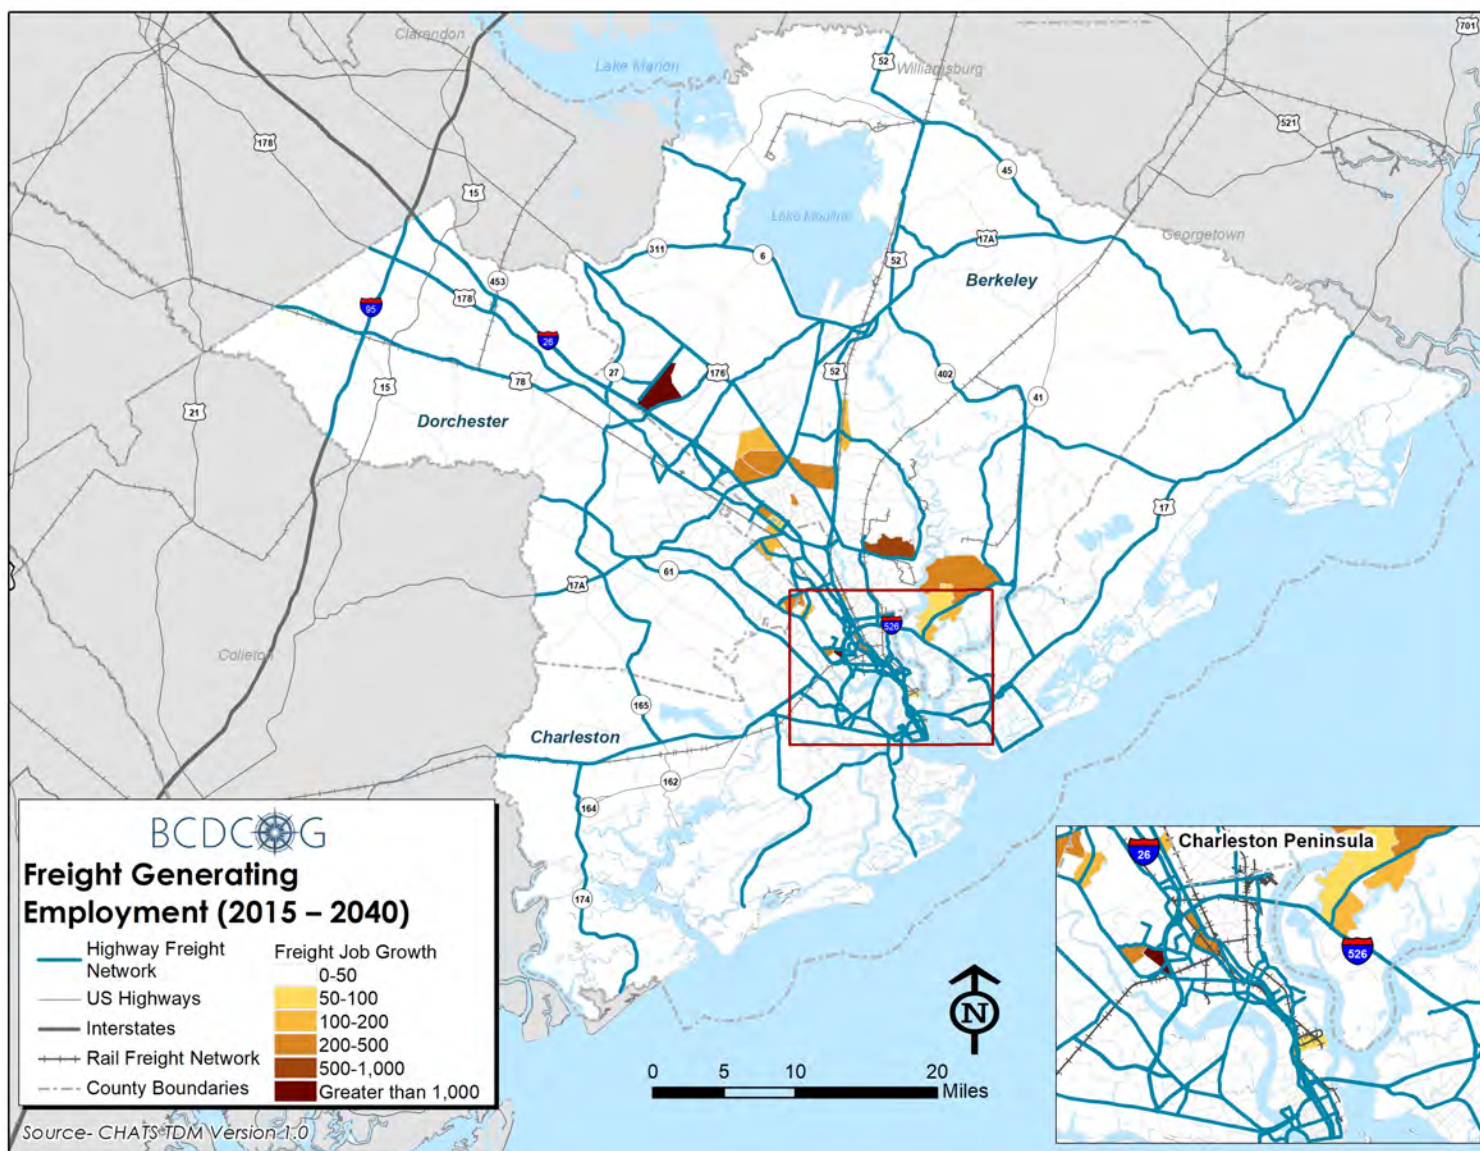 Clarendon
Lake Marion
Williamsburg
Lake Moultrie
Georgetown
Berkeley
Dorchester
Colleton
Charleston
701
52
521
178
15
45
17A
311
6
52
453
178
95
26
27
176
52
402
41
78
15
21
17
61
17A
526
165
162
164
174
BCDCOG
Freight Generating
Employment (2015 – 2040)
Highway Freight
Network
US Highways
Interstates
Rail Freight Network
County Boundaries
Freight Job Growth
0-50
50-100
100-200
200-500
500-1,000
Greater than 1,000
Source- CHATS TDM Version 1.0
N
0 5 10 20
Miles
Charleston Peninsula
26
526